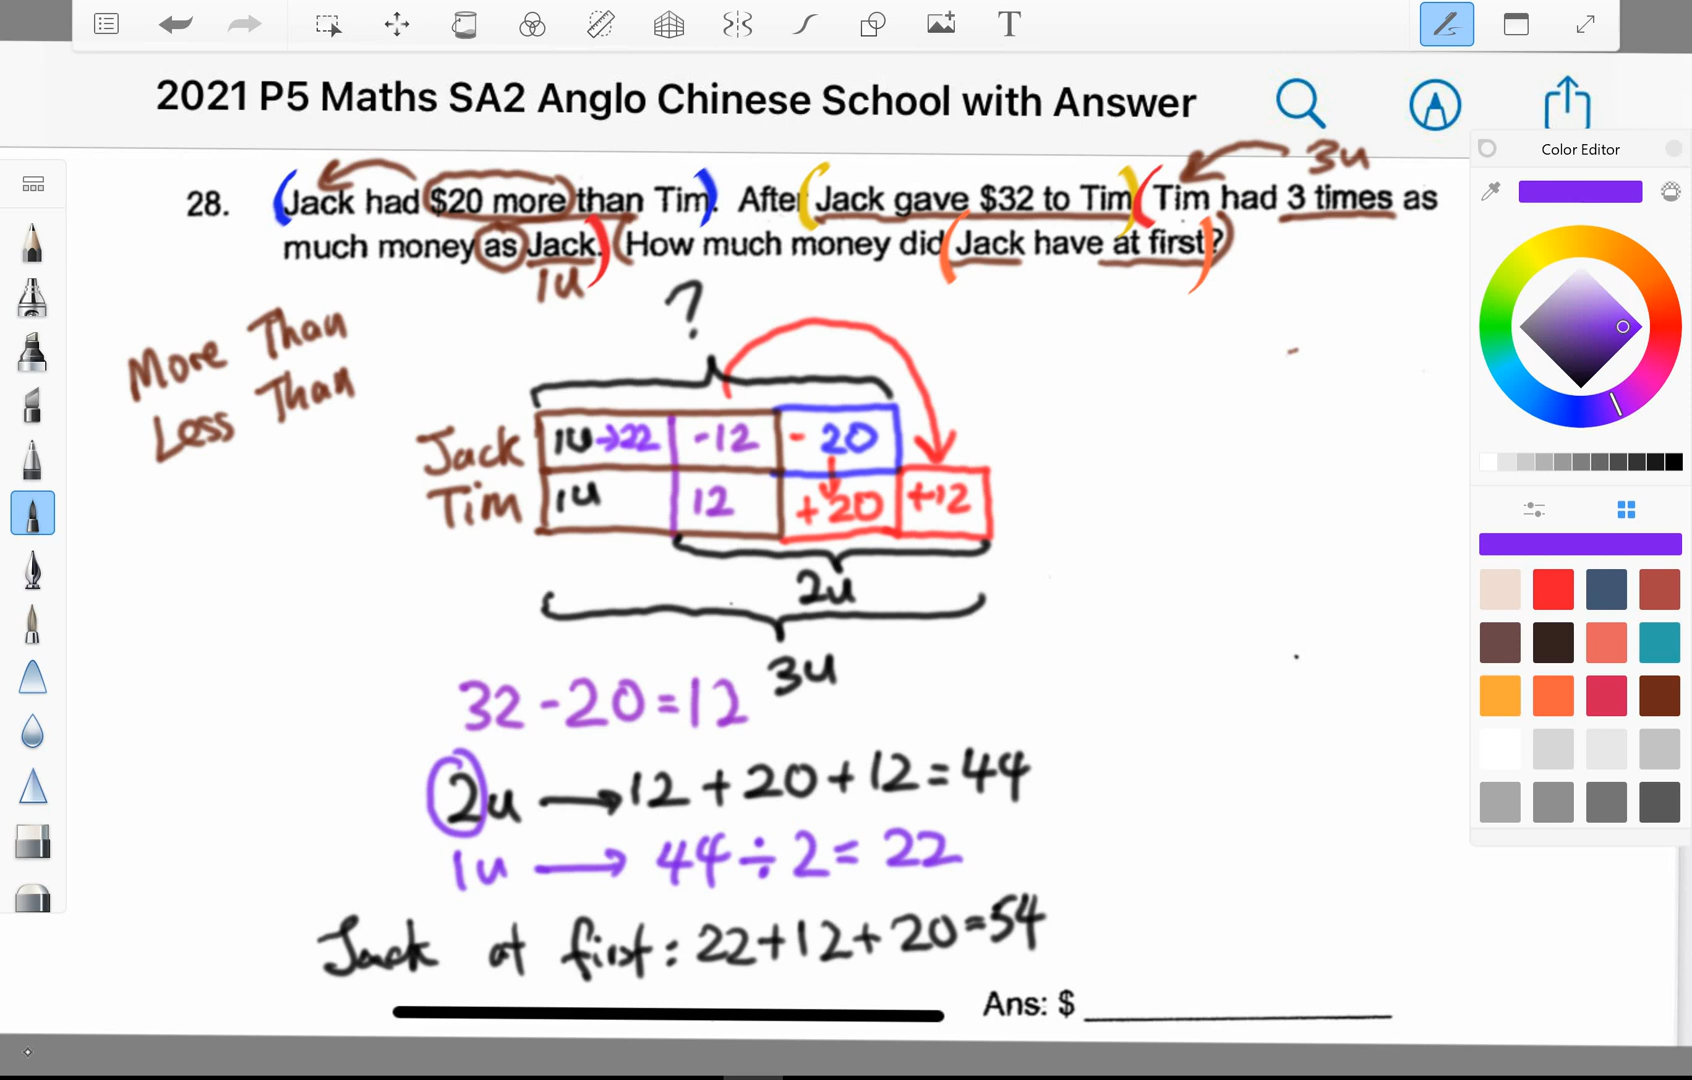 2021 P5 Maths SA2 Anglo Chinese School with Answer
Color Editor
3u
28. (Jack had $20 more than Tim). After (Jack gave $32 to Tim) (Tim had 3 times as
much money as Jack.) (How much money did (Jack have at first)?)
1u
?
More Than
Less Than
Jack 1u→22 -12 - 20
Tim 1u 12 +20 +12
2u
3u
32-20=12
2u → 12+20+12=44
1u → 44÷2=22
Jack at first: 22+12+20=54
Ans: $